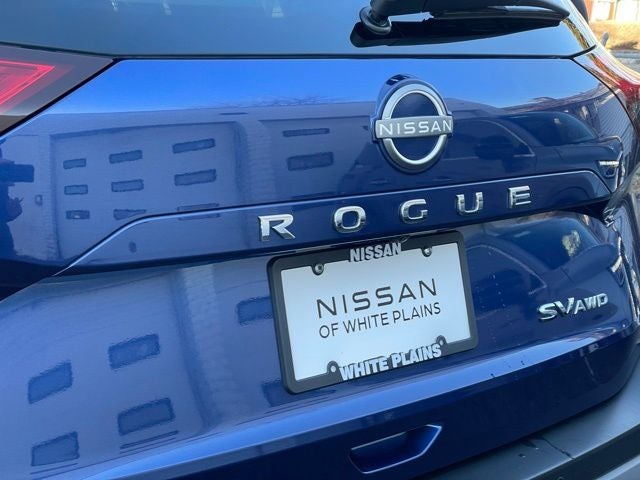 NISSAN
ROGUE
NISSAN
NISSAN
OF WHITE PLAINS
WHITE PLAINS
SV AWD